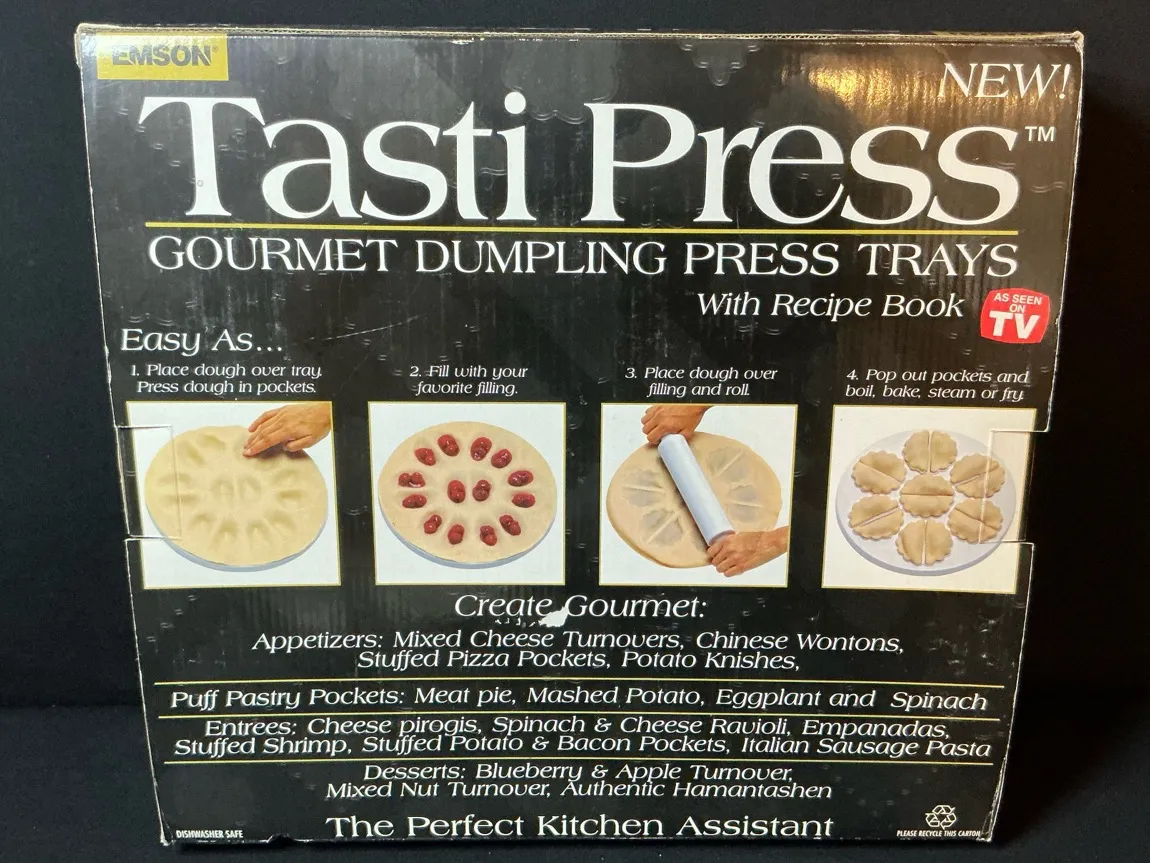 EMSON®
NEW!
Tasti Press™
GOURMET DUMPLING PRESS TRAYS
With Recipe Book
AS SEEN
ON
TV
Easy As...
1. Place dough over tray.
Press dough in pockets.
2. Fill with your
favorite filling.
3. Place dough over
filling and roll.
4. Pop out pockets and
boil, bake, steam or fry.
Create Gourmet:
Appetizers: Mixed Cheese Turnovers, Chinese Wontons,
Stuffed Pizza Pockets, Potato Knishes,
Puff Pastry Pockets: Meat pie, Mashed Potato, Eggplant and Spinach
Entrees: Cheese pirogis, Spinach & Cheese Ravioli, Empanadas,
Stuffed Shrimp, Stuffed Potato & Bacon Pockets, Italian Sausage Pasta
Desserts: Blueberry & Apple Turnover,
Mixed Nut Turnover, Authentic Hamantashen
DISHWASHER SAFE
The Perfect Kitchen Assistant
PLEASE RECYCLE THIS CARTON